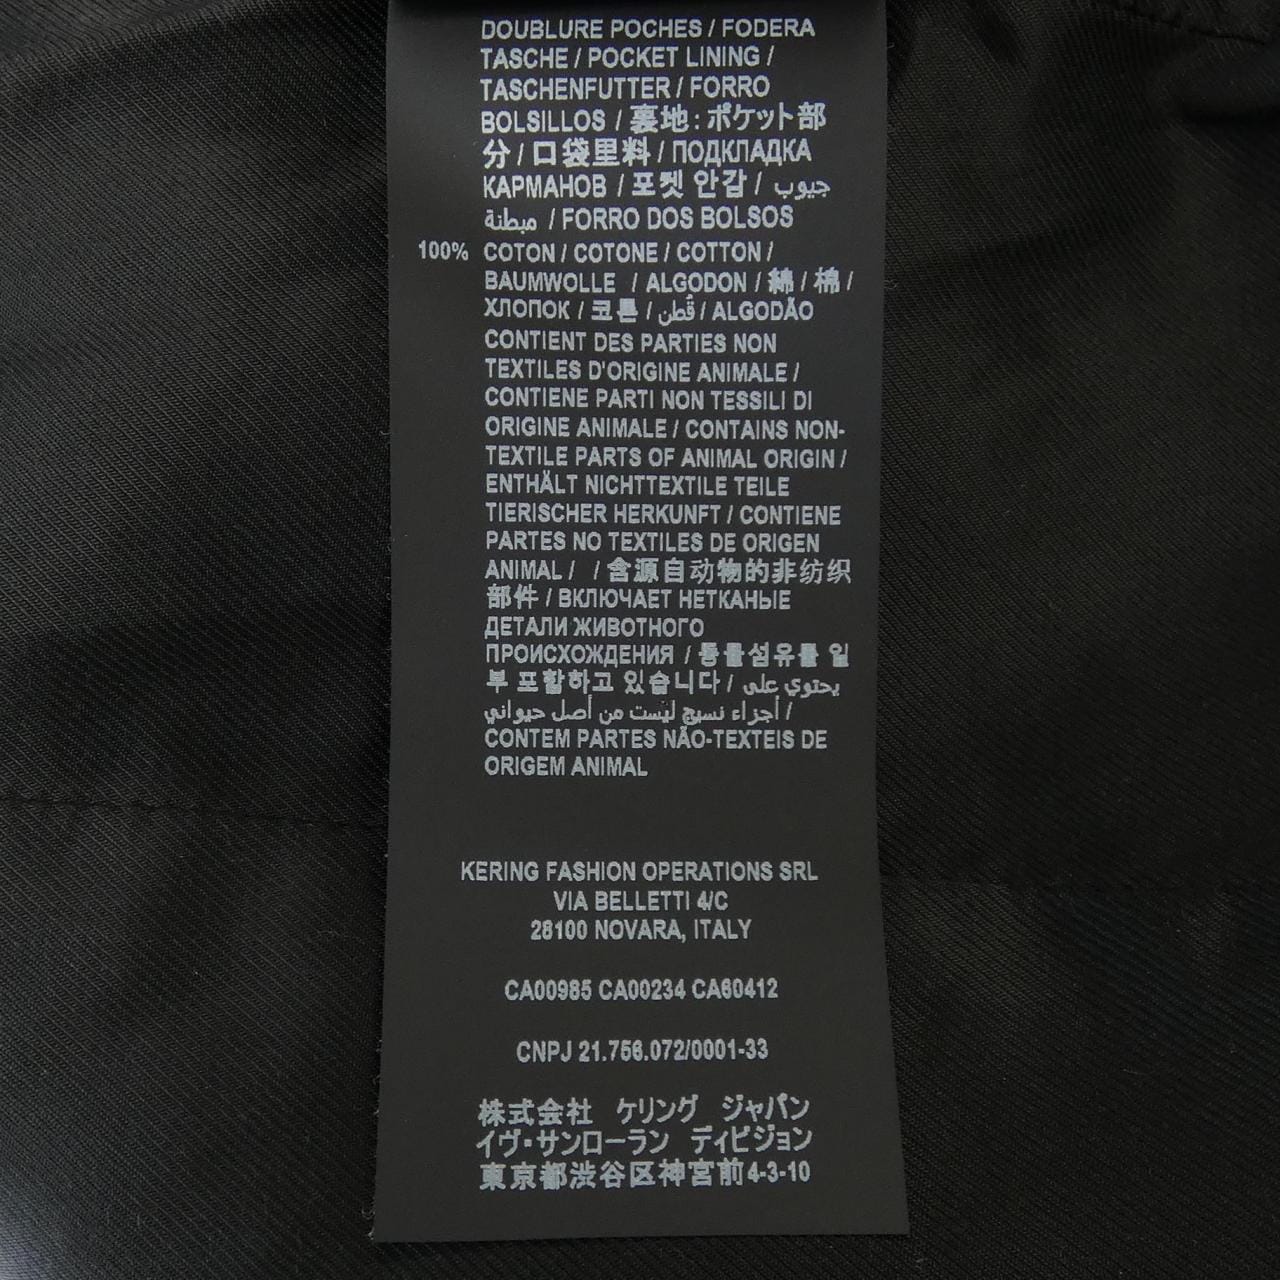 DOUBLURE POCHES / FODERA
TASCHE / POCKET LINING /
TASCHENFUTTER / FORRO
BOLSILLOS / 裏地:ポケット部
分 / 口袋里料 / ПОДКЛАДКА
КАРМАНОВ / 포켓 안감 / جيوب
مبطنة / FORRO DOS BOLSOS
100% COTON / COTONE / COTTON /
BAUMWOLLE / ALGODON / 綿 / 棉 /
ХЛОПОК / 코튼 / قُطن / ALGODÃO
CONTIENT DES PARTIES NON
TEXTILES D'ORIGINE ANIMALE /
CONTIENE PARTI NON TESSILI DI
ORIGINE ANIMALE / CONTAINS NON-
TEXTILE PARTS OF ANIMAL ORIGIN /
ENTHÄLT NICHTTEXTILE TEILE
TIERISCHER HERKUNFT / CONTIENE
PARTES NO TEXTILES DE ORIGEN
ANIMAL / / 含源自动物的非纺织
部件 / ВКЛЮЧАЕТ НЕТКАНЫЕ
ДЕТАЛИ ЖИВОТНОГО
ПРОИСХОЖДЕНИЯ / 동물섬유를 일
부 포함하고 있습니다 / يحتوي على
أجزاء نسيج ليست من أصل حيواني /
CONTEM PARTES NÃO-TEXTEIS DE
ORIGEM ANIMAL
KERING FASHION OPERATIONS SRL
VIA BELLETTI 4/C
28100 NOVARA, ITALY
CA00985 CA00234 CA60412
CNPJ 21.756.072/0001-33
株式会社 ケリング ジャパン
イヴ・サンローラン ディビジョン
東京都渋谷区神宮前4-3-10